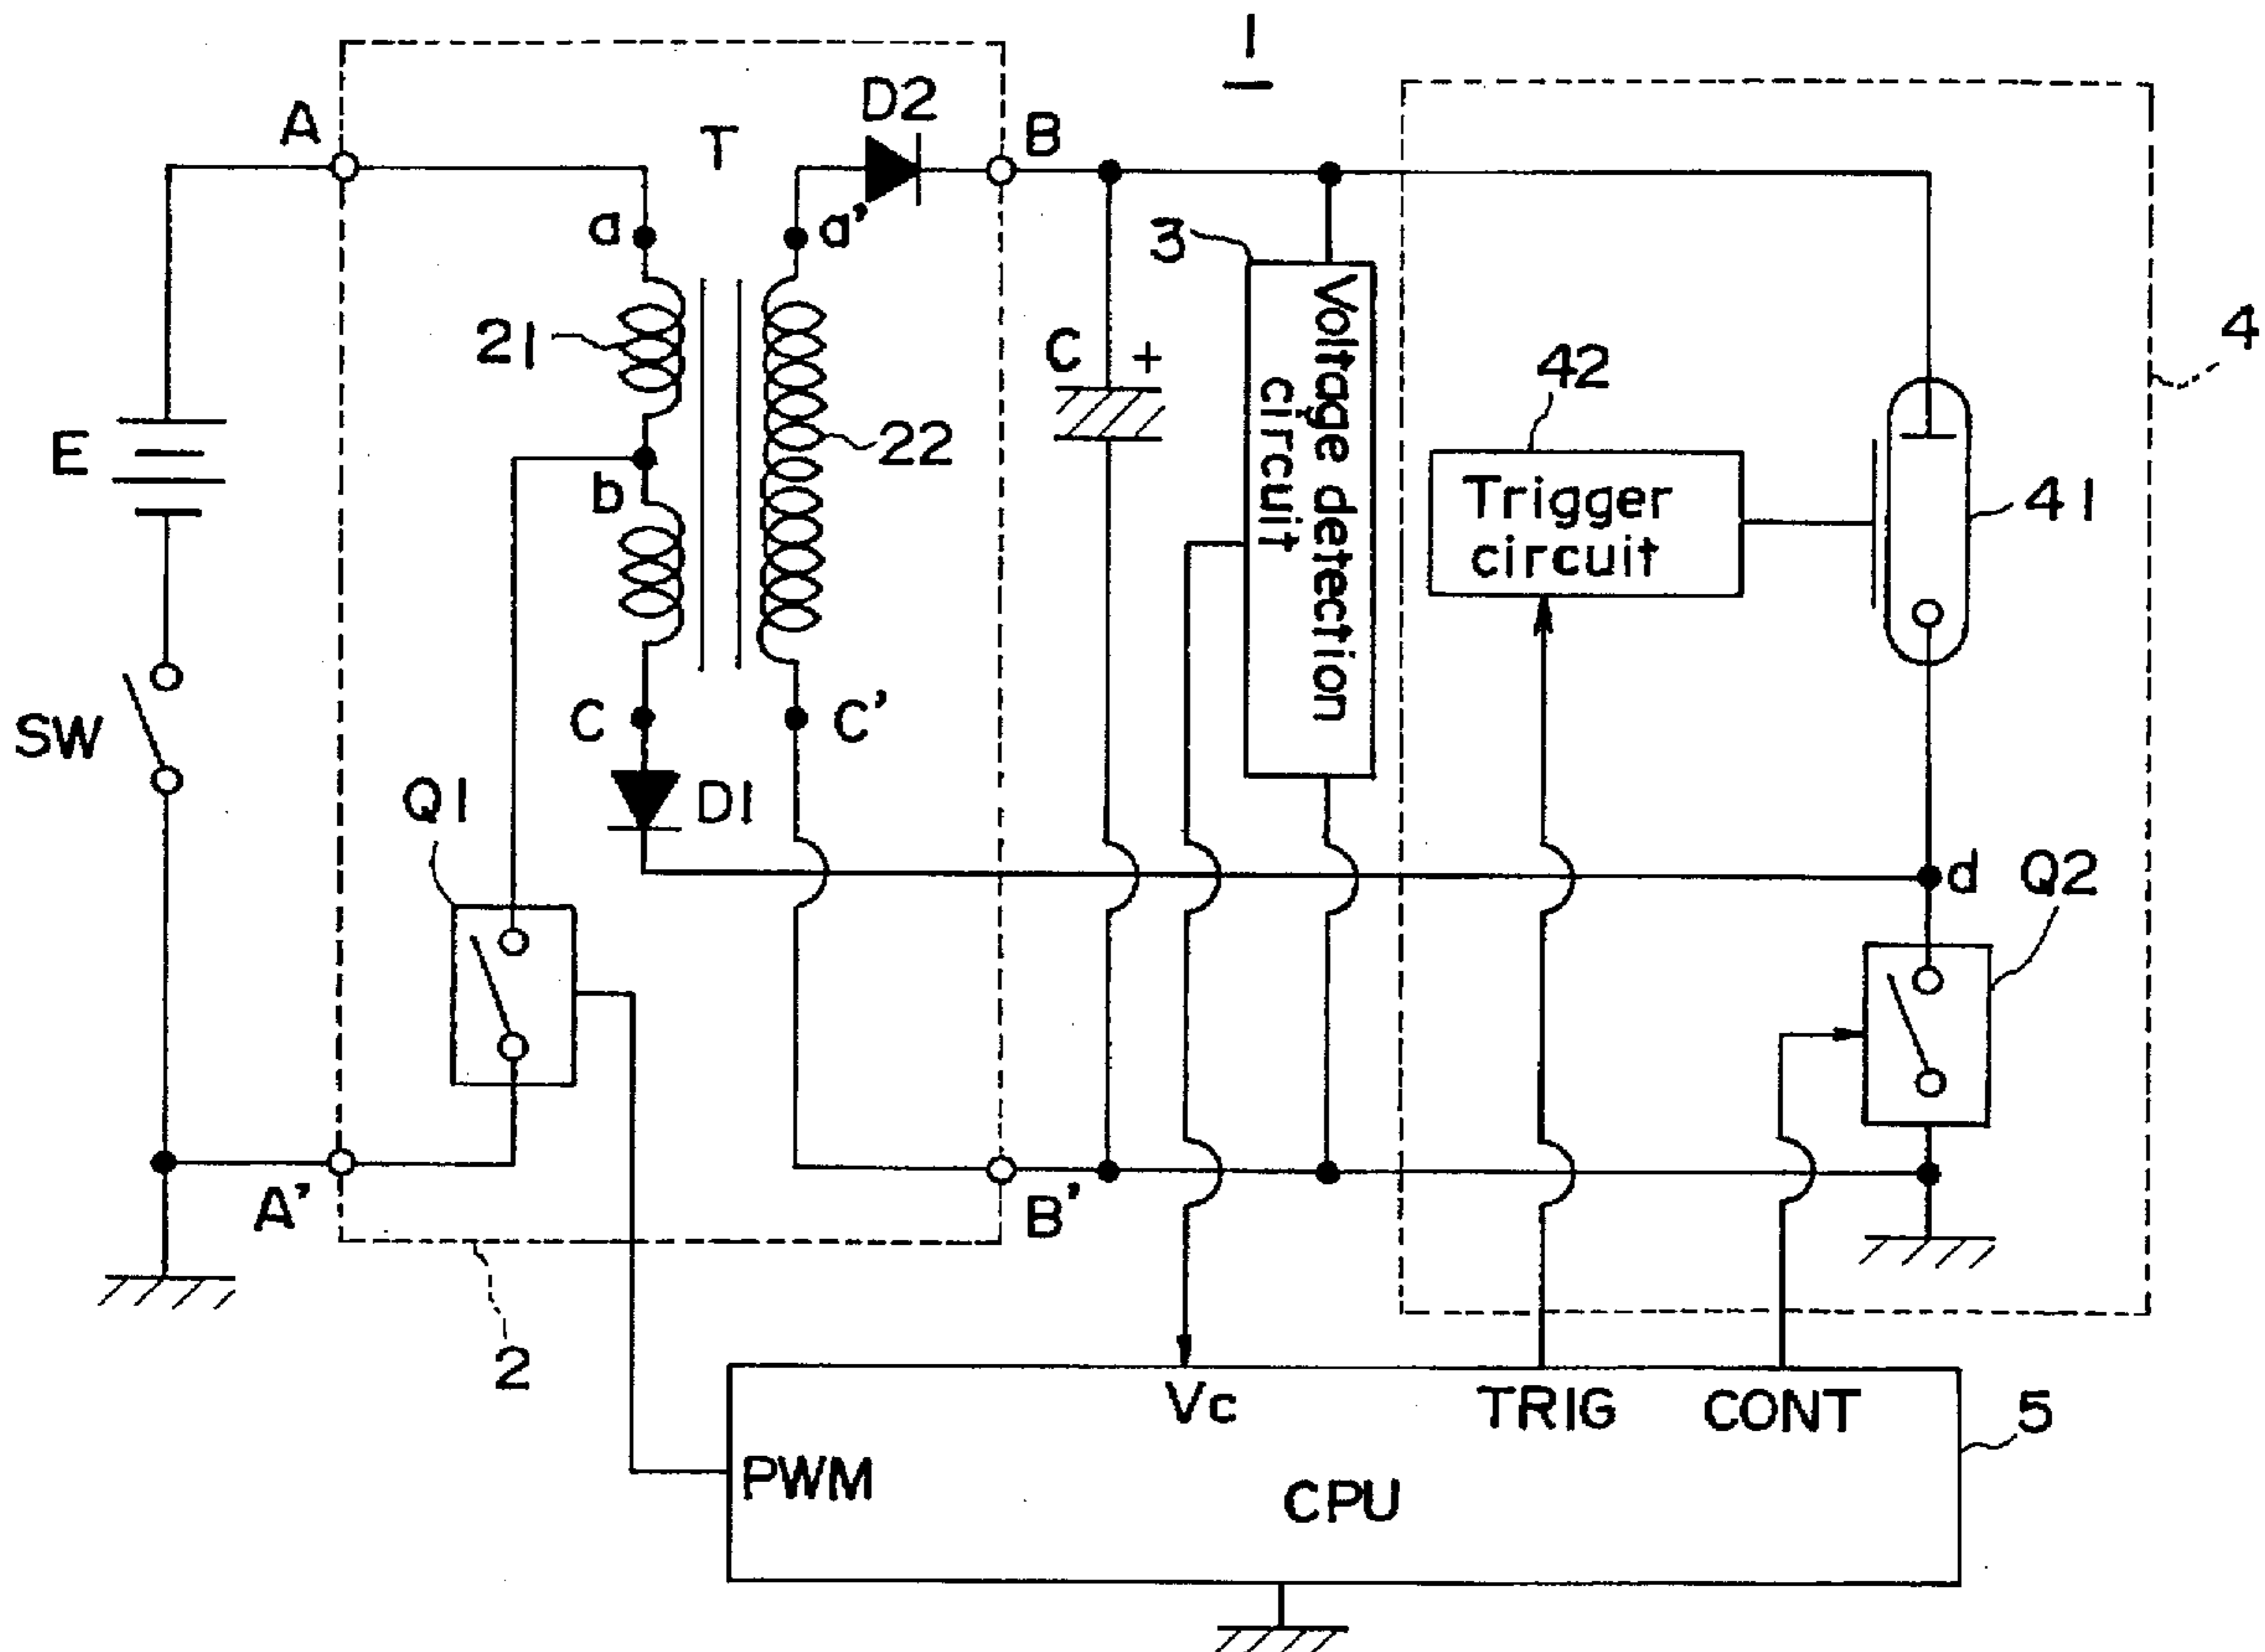 1
A
T
D2
B
a
a'
3
Voltage detection
circuit
4
21
C +
42
E
b
22
Trigger
circuit
41
SW
C
C'
Q1
D1
d
Q2
A'
B'
2
Vc
TRIG
CONT
5
PWM
CPU